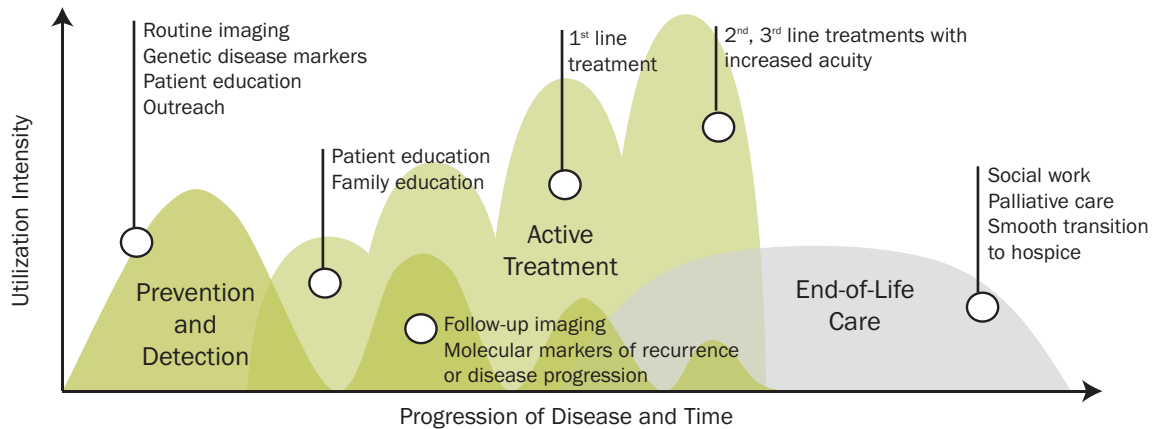 Routine imaging
Genetic disease markers
Patient education
Outreach
Patient education
Family education
1st line
treatment
2nd, 3rd line treatments with
increased acuity
Social work
Palliative care
Smooth transition
to hospice
Utilization Intensity
Prevention
and
Detection
Active
Treatment
End-of-Life
Care
Follow-up imaging
Molecular markers of recurrence
or disease progression
Progression of Disease and Time